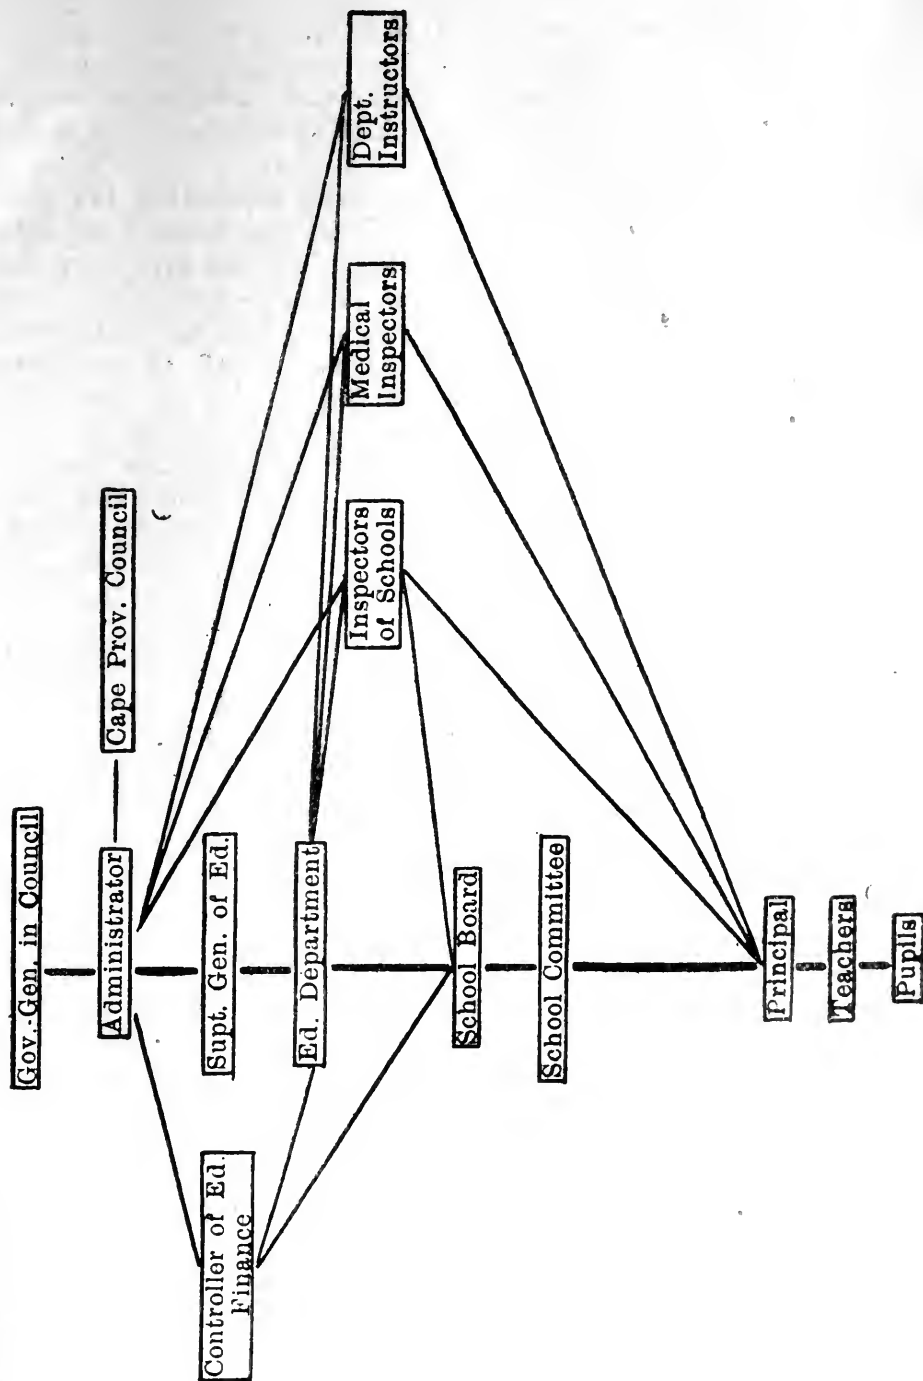 Gov.-Gen. in Council
Administrator
Cape Prov. Council
Controller of Ed.
Finance
Supt. Gen. of Ed.
Ed. Department
Inspectors
of Schools
Medical
Inspectors
Dept.
Instructors
School Board
School Committee
Principal
Teachers
Pupils